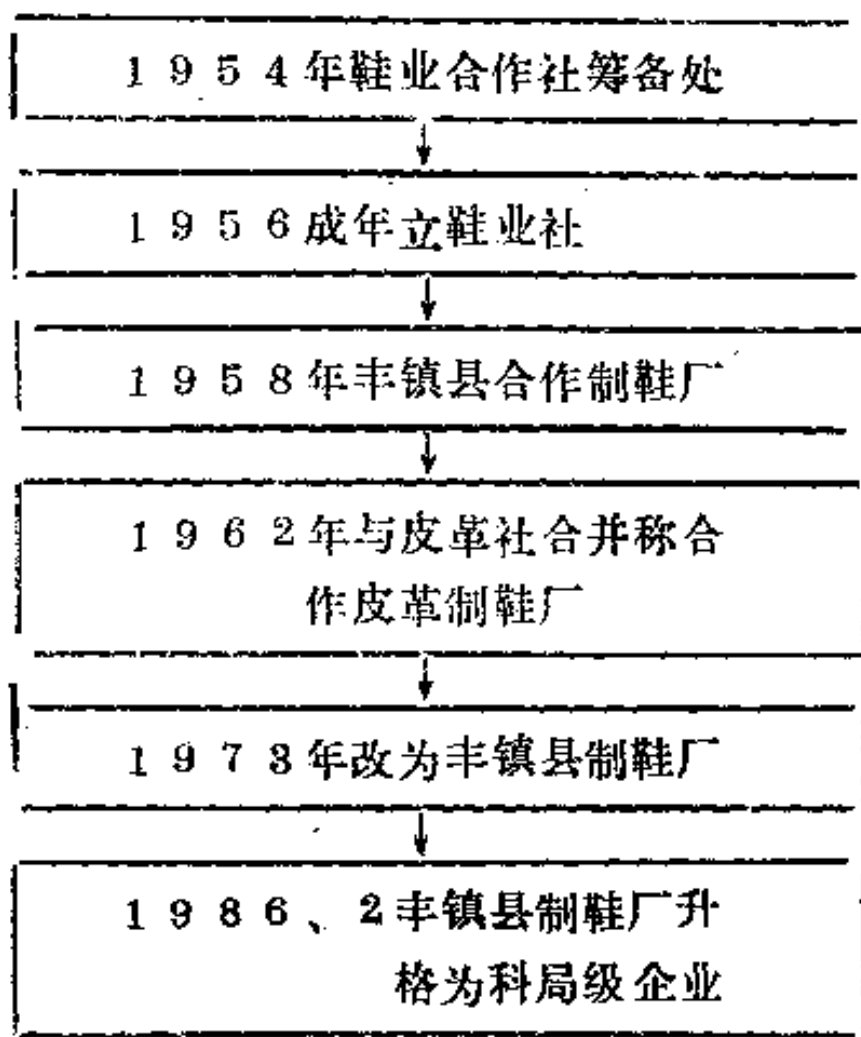 1954年鞋业合作社筹备处
1956成年立鞋业社
1958年丰镇县合作制鞋厂
1962年与皮革社合并称合
作皮革制鞋厂
1973年改为丰镇县制鞋厂
1986、2丰镇县制鞋厂升
格为科局级企业